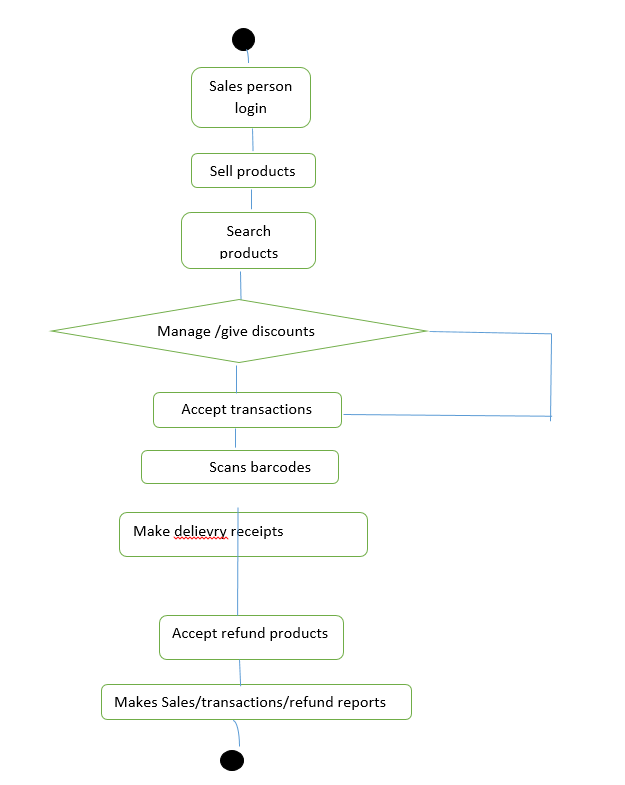 Sales person
login
Sell products
Search
products
Manage /give discounts
Accept transactions
Scans barcodes
Make delievry receipts
Accept refund products
Makes Sales/transactions/refund reports